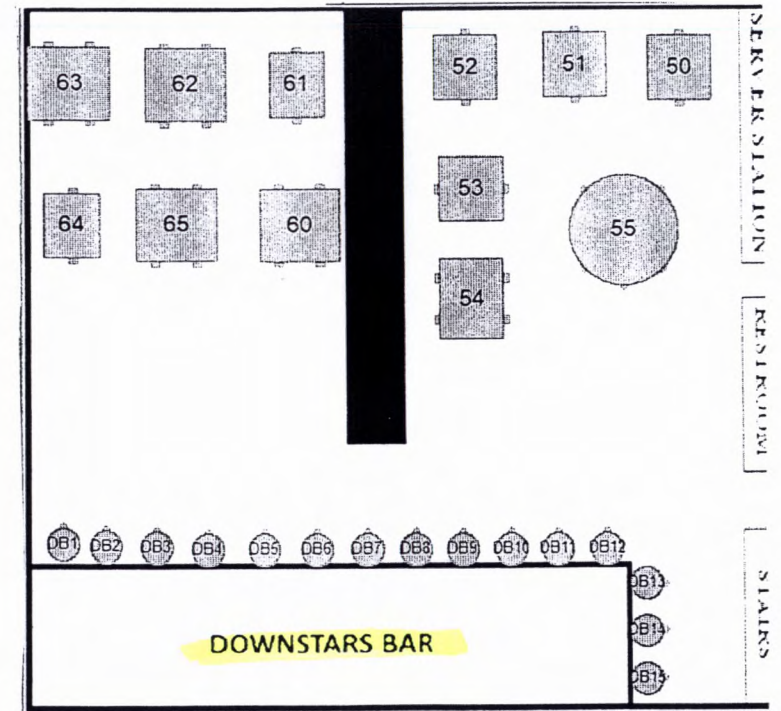 63 62 61 52 51 50
SERVER STATION
53
64 65 60 55
54
RESTROOM
DB1 DB2 DB3 DB4 DB5 DB6 DB7 DB8 DB9 DB10 DB11 DB12
DB13
STAIRS
DOWNSTARS BAR
DB14
DB15